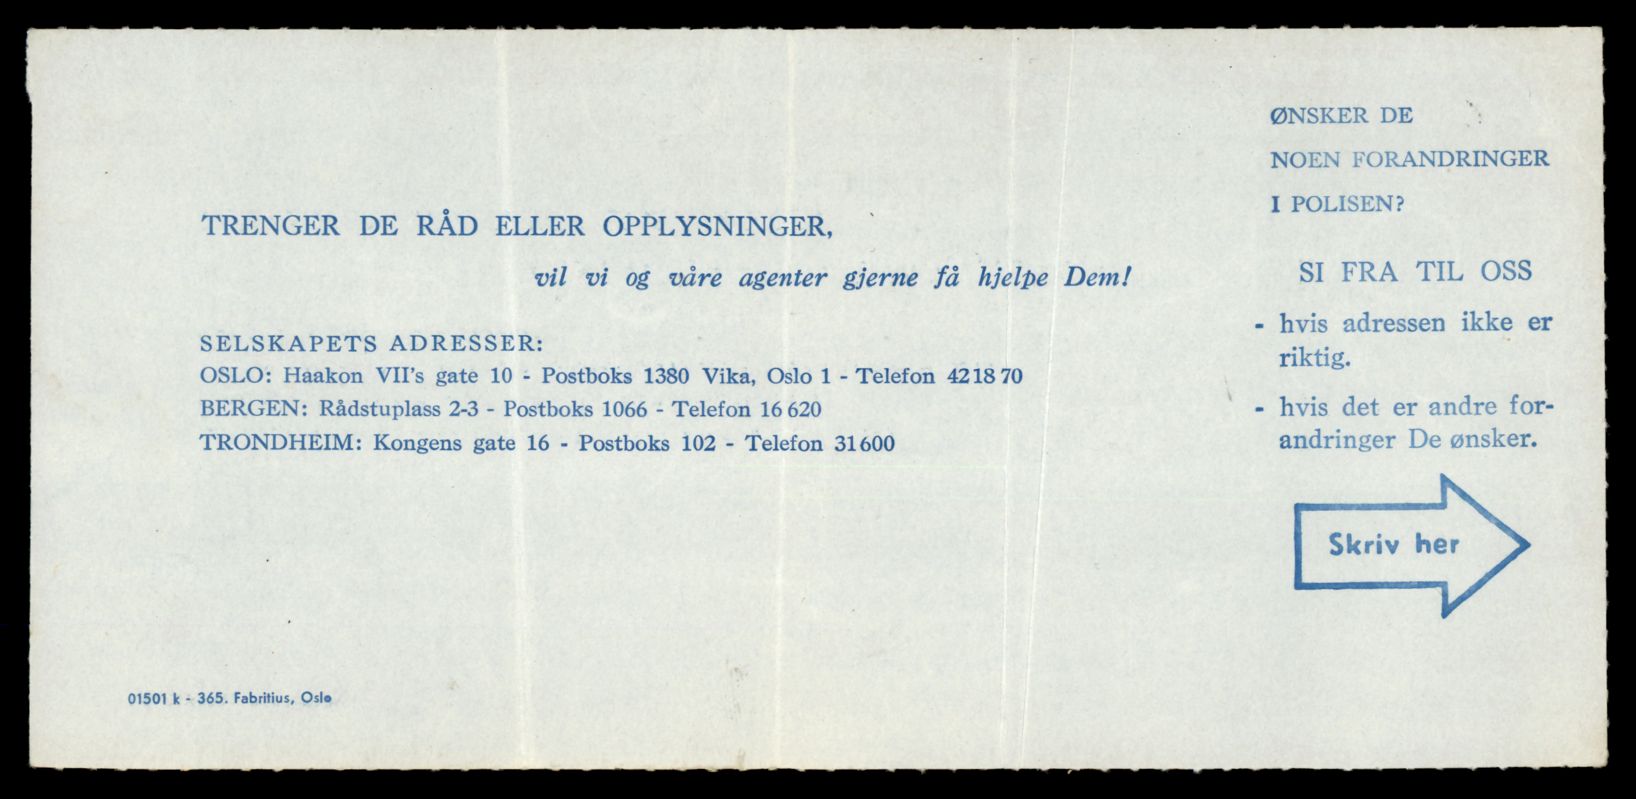 TRENGER DE RÅD ELLER OPPLYSNINGER,
vil vi og våre agenter gjerne få hjelpe Dem!
SELSKAPETS ADRESSER:
OSLO: Haakon VII's gate 10 - Postboks 1380 Vika, Oslo 1 - Telefon 42 18 70
BERGEN: Rådstuplass 2-3 - Postboks 1066 - Telefon 16 620
TRONDHEIM: Kongens gate 16 - Postboks 102 - Telefon 31 600
01501 k - 365. Fabritius, Oslo
ØNSKER DE
NOEN FORANDRINGER
I POLISEN?
SI FRA TIL OSS
- hvis adressen ikke er
riktig.
- hvis det er andre for-
andringer De ønsker.
Skriv her